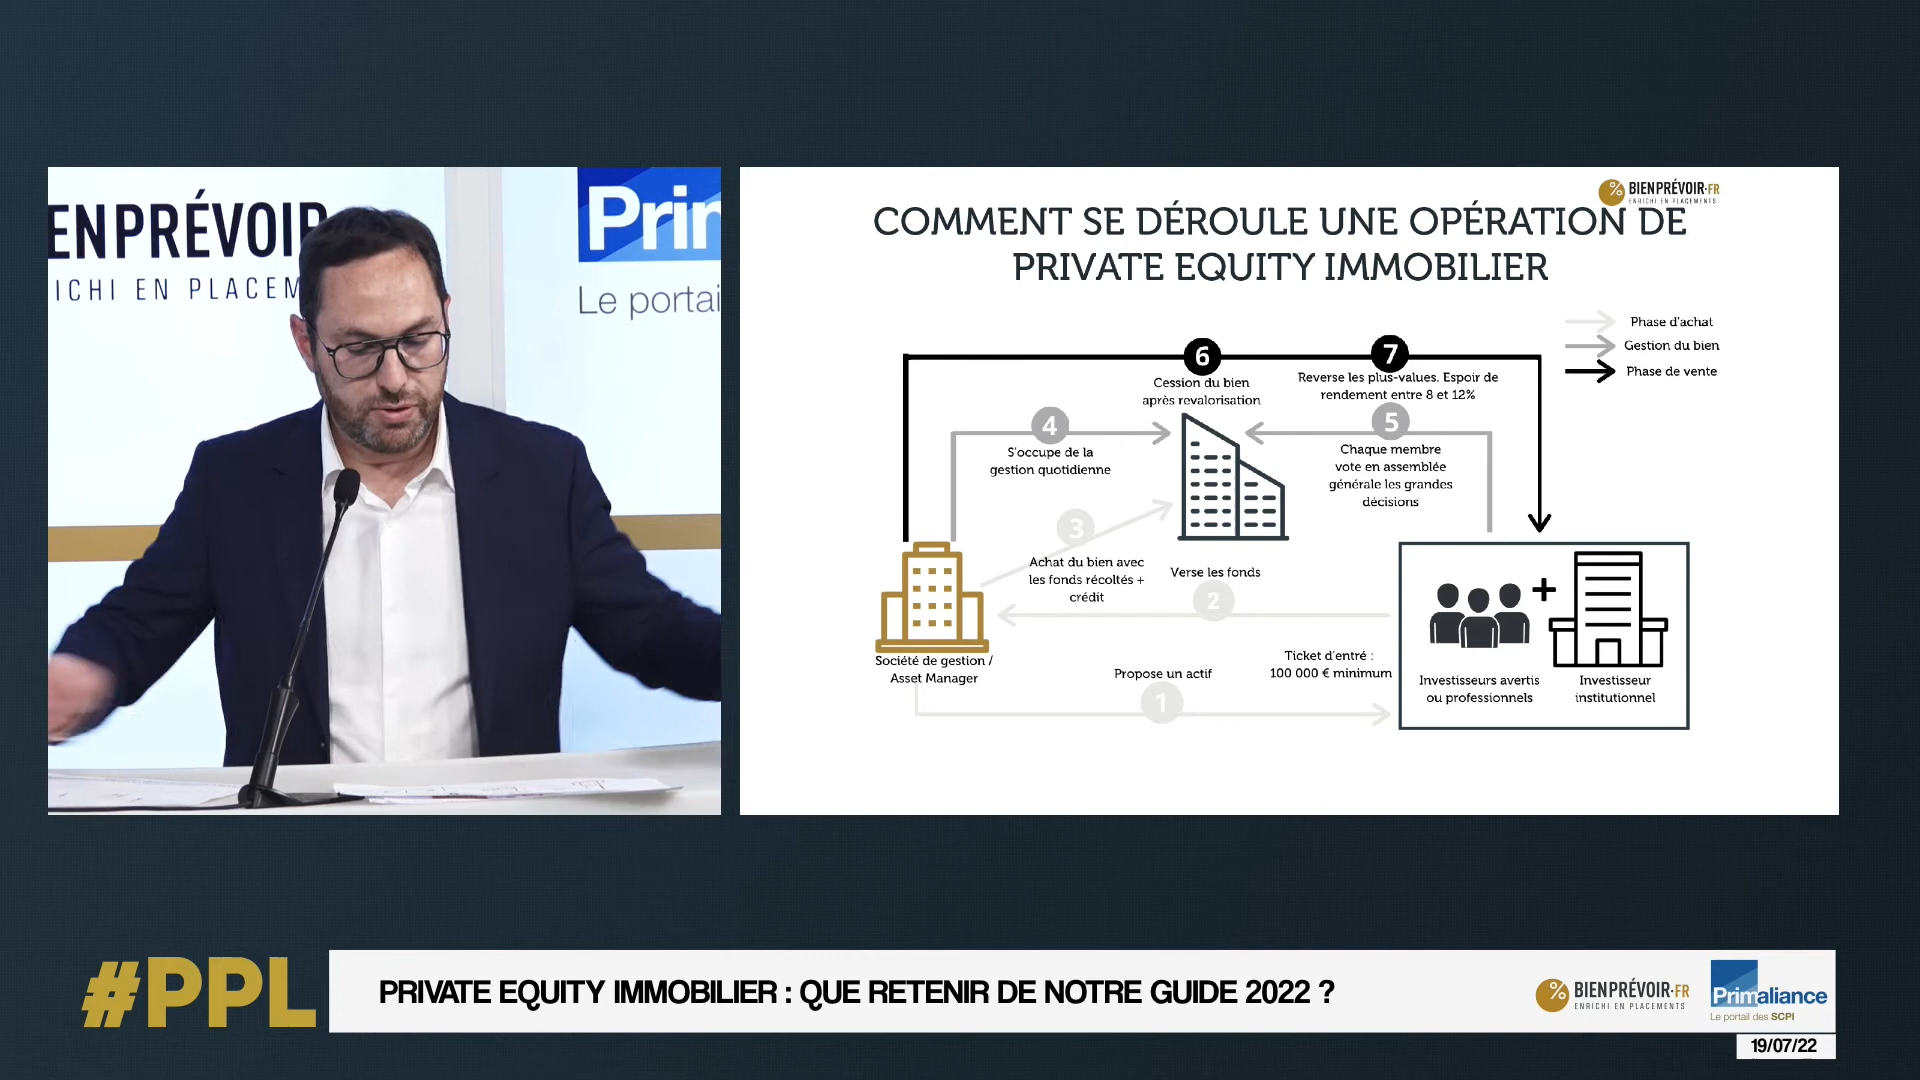 ENPRÉVOIR
ICHI EN PLACEM
Prim
Le portai
BIENPRÉVOIR·FR
ENRICHI EN PLACEMENTS
COMMENT SE DÉROULE UNE OPÉRATION DE
PRIVATE EQUITY IMMOBILIER
Phase d'achat
Gestion du bien
Phase de vente
6
Cession du bien
après revalorisation
7
Reverse les plus-values. Espoir de
rendement entre 8 et 12%
4
S'occupe de la
gestion quotidienne
5
Chaque membre
vote en assemblée
générale les grandes
décisions
3
Achat du bien avec
les fonds récoltés +
crédit
Verse les fonds
2
Société de gestion /
Asset Manager
Propose un actif
1
Ticket d'entré :
100 000 € minimum
+
Investisseurs avertis
ou professionnels
Investisseur
institutionnel
#PPL
PRIVATE EQUITY IMMOBILIER : QUE RETENIR DE NOTRE GUIDE 2022 ?
BIENPRÉVOIR·FR
ENRICHI EN PLACEMENTS
Primaliance
Le portail des SCPI
19/07/22